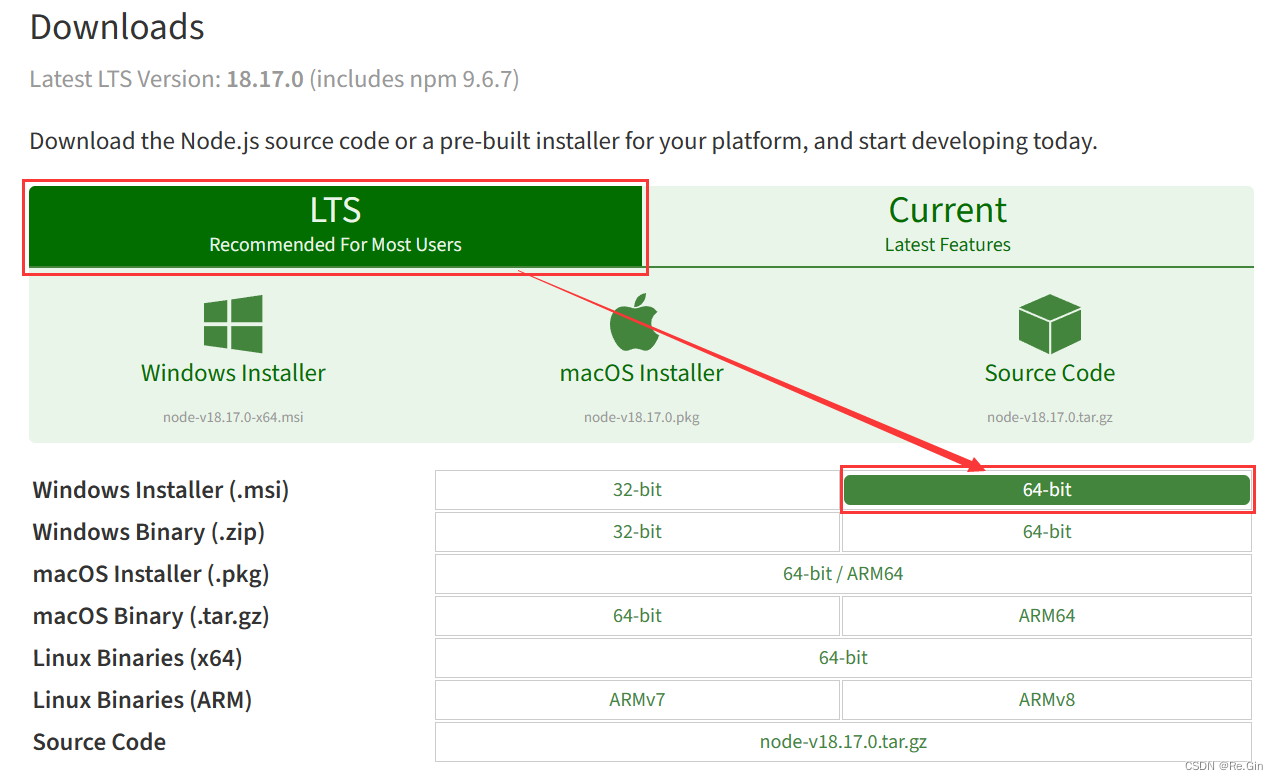 Downloads
Latest LTS Version: 18.17.0 (includes npm 9.6.7)
Download the Node.js source code or a pre-built installer for your platform, and start developing today.
LTS
Recommended For Most Users
Current
Latest Features
Windows Installer
node-v18.17.0-x64.msi
macOS Installer
node-v18.17.0.pkg
Source Code
node-v18.17.0.tar.gz
Windows Installer (.msi) 32-bit 64-bit
Windows Binary (.zip) 32-bit 64-bit
macOS Installer (.pkg) 64-bit / ARM64
macOS Binary (.tar.gz) 64-bit ARM64
Linux Binaries (x64) 64-bit
Linux Binaries (ARM) ARMv7 ARMv8
Source Code node-v18.17.0.tar.gz
CSDN @Re.Gin